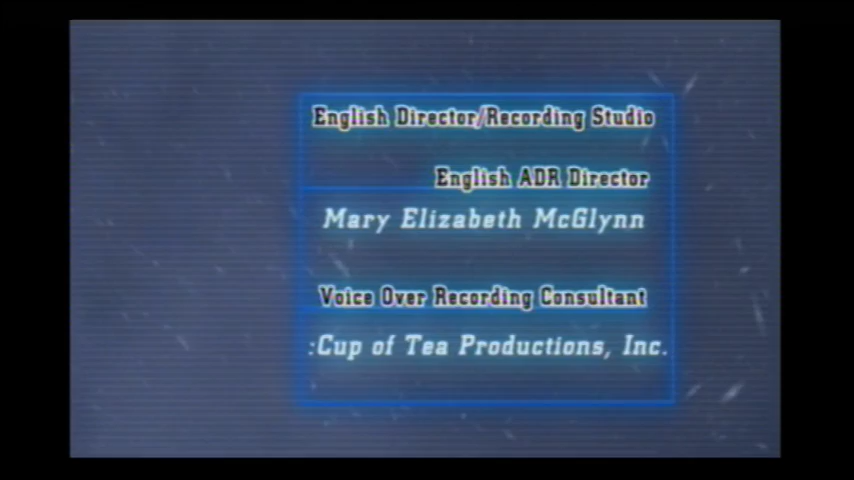 English Director/Recording Studio
English ADR Director
Mary Elizabeth McGlynn
Voice Over Recording Consultant
:Cup of Tea Productions, Inc.